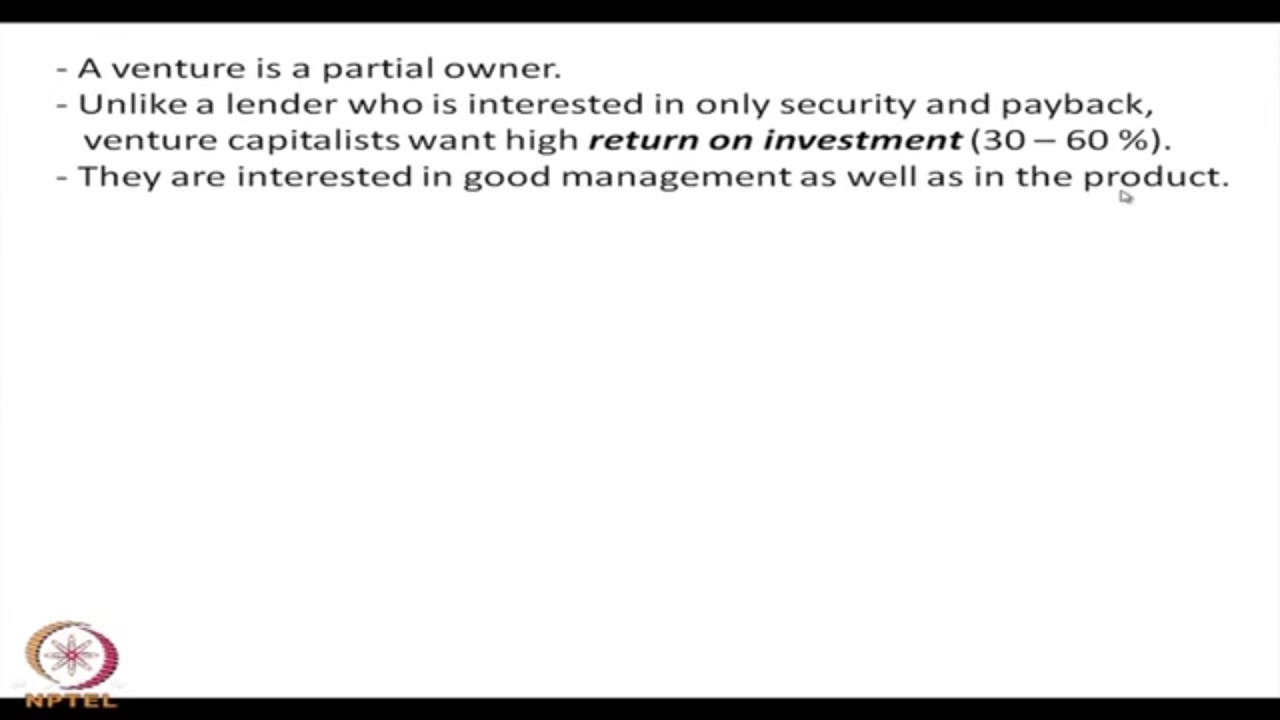 - A venture is a partial owner.
- Unlike a lender who is interested in only security and payback,
venture capitalists want high return on investment (30 – 60 %).
- They are interested in good management as well as in the product.
NPTEL